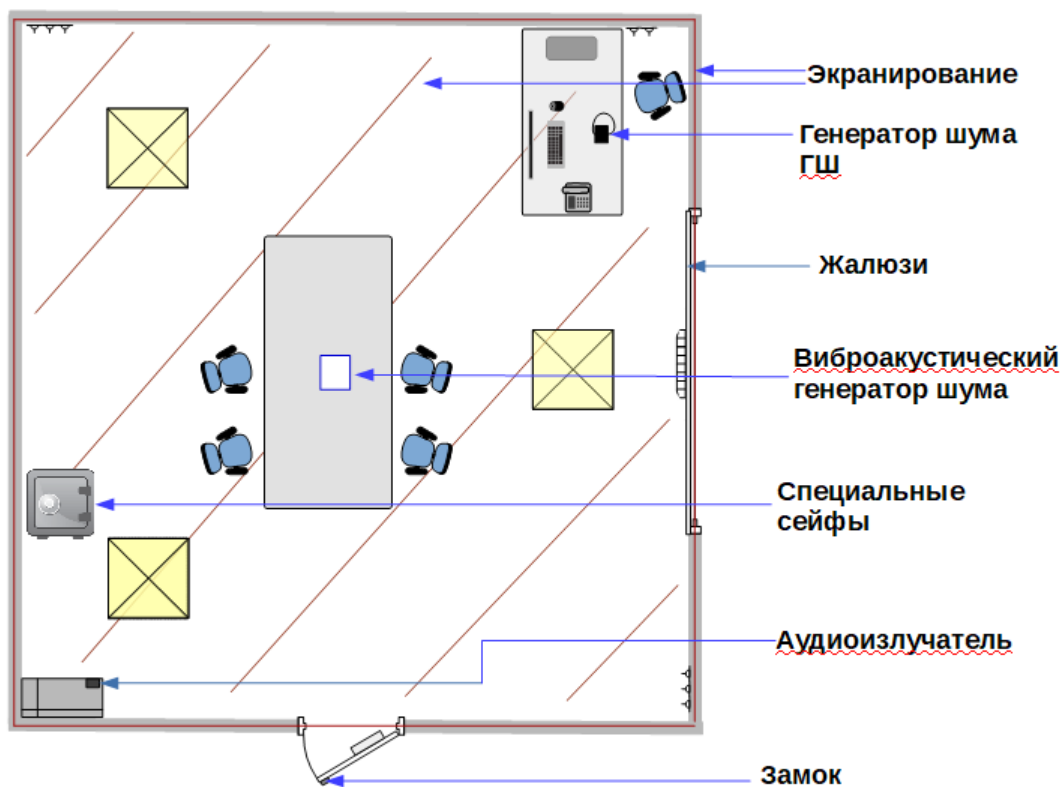 Экранирование
Генератор шума
ГШ
Жалюзи
Виброакустический
генератор шума
Специальные
сейфы
Аудиоизлучатель
Замок